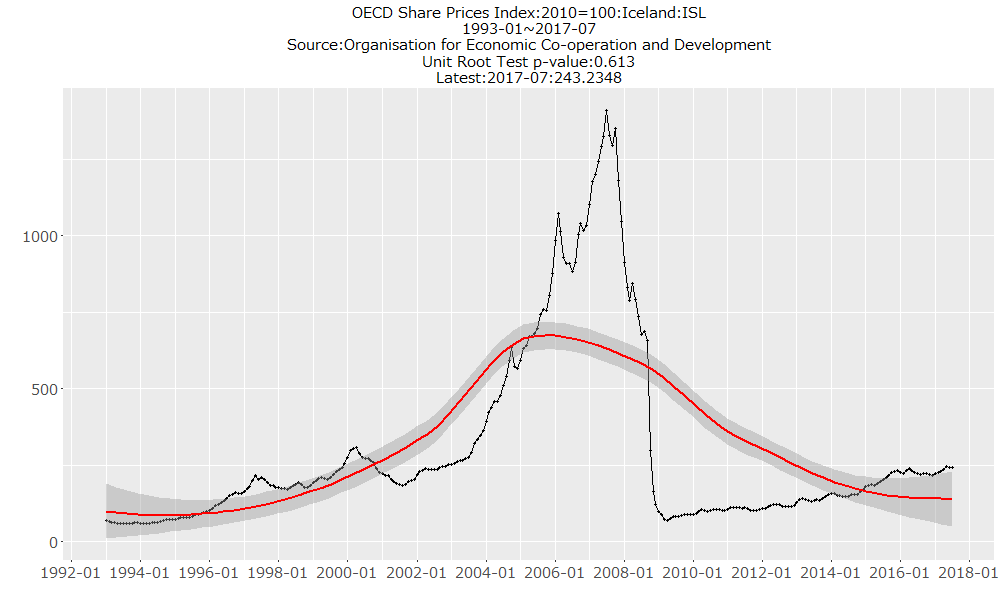 OECD Share Prices Index:2010=100:Iceland:ISL
1993-01~2017-07
Source:Organisation for Economic Co-operation and Development
Unit Root Test p-value:0.613
Latest:2017-07:243.2348
1000
500
0
1992-01 1994-01 1996-01 1998-01 2000-01 2002-01 2004-01 2006-01 2008-01 2010-01 2012-01 2014-01 2016-01 2018-01